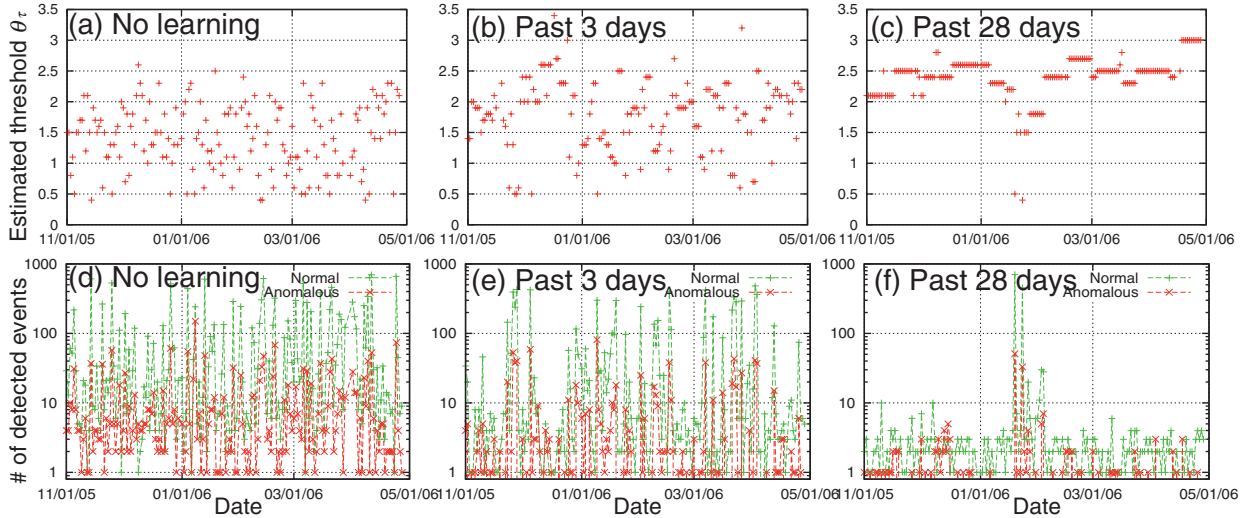 (a) No learning
Estimated threshold θτ
3.5
3
2.5
2
1.5
1
0.5
0
11/01/05 01/01/06 03/01/06 05/01/06
(b) Past 3 days
3.5
3
2.5
2
1.5
1
0.5
0
11/01/05 01/01/06 03/01/06 05/01/06
(c) Past 28 days
3.5
3
2.5
2
1.5
1
0.5
0
11/01/05 01/01/06 03/01/06 05/01/06
(d) No learning
Normal
Anomalous
# of detected events
1000
100
10
1
11/01/05 01/01/06 03/01/06 05/01/06
Date
(e) Past 3 days
Normal
Anomalous
1000
100
10
1
11/01/05 01/01/06 03/01/06 05/01/06
Date
(f) Past 28 days
Normal
Anomalous
1000
100
10
1
11/01/05 01/01/06 03/01/06 05/01/06
Date